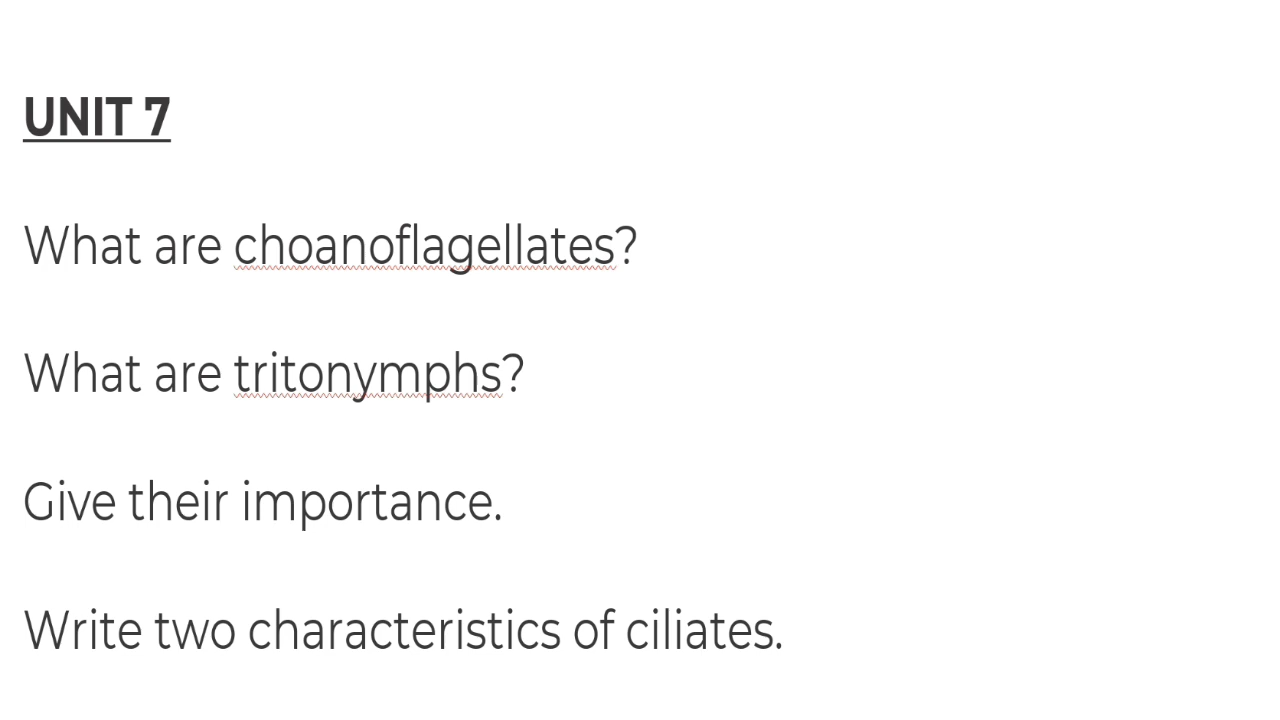 UNIT 7
What are choanoflagellates?
What are tritonymphs?
Give their importance.
Write two characteristics of ciliates.